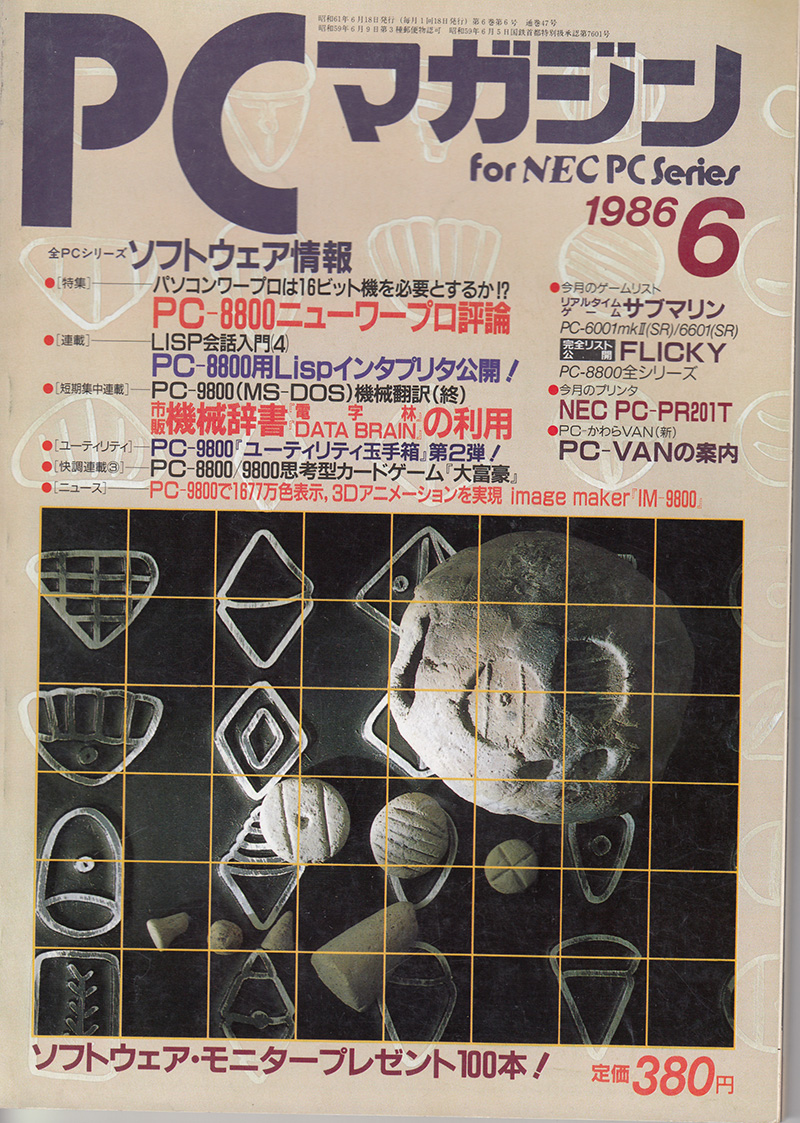 昭和61年6月18日発行（毎月1回18日発行）第6巻第6号 通巻47号
昭和59年6月9日第3種郵便物認可 昭和59年6月5日国鉄首都特別扱承認第7601号
PCマガジン
for NEC PC Series
1986 6
全PCシリーズ ソフトウェア情報
●［特集］ パソコンワープロは16ビット機を必要とするか!?
PC-8800ニューワープロ評論
●［連載］ LISP会話入門(4)
PC-8800用Lispインタプリタ公開！
●［短期集中連載］ PC-9800(MS-DOS)機械翻訳(終)
市販機械辞書『電字林』『DATA BRAIN』の利用
●［ユーティリティ］ PC-9800『ユーティリティ玉手箱』第2弾！
●［快調連載③］ PC-8800/9800思考型カードゲーム『大富豪』
●［ニュース］ PC-9800で1677万色表示，3Dアニメーションを実現 image maker『IM-9800』
●今月のゲームリスト
リアルタイムゲーム サブマリン
PC-6001mkⅡ(SR)/6601(SR)
完全リスト公開 FLICKY
PC-8800全シリーズ
●今月のプリンタ
NEC PC-PR201T
●PC-かわらVAN(新)
PC-VANの案内
ソフトウェア・モニタープレゼント100本！
定価380円